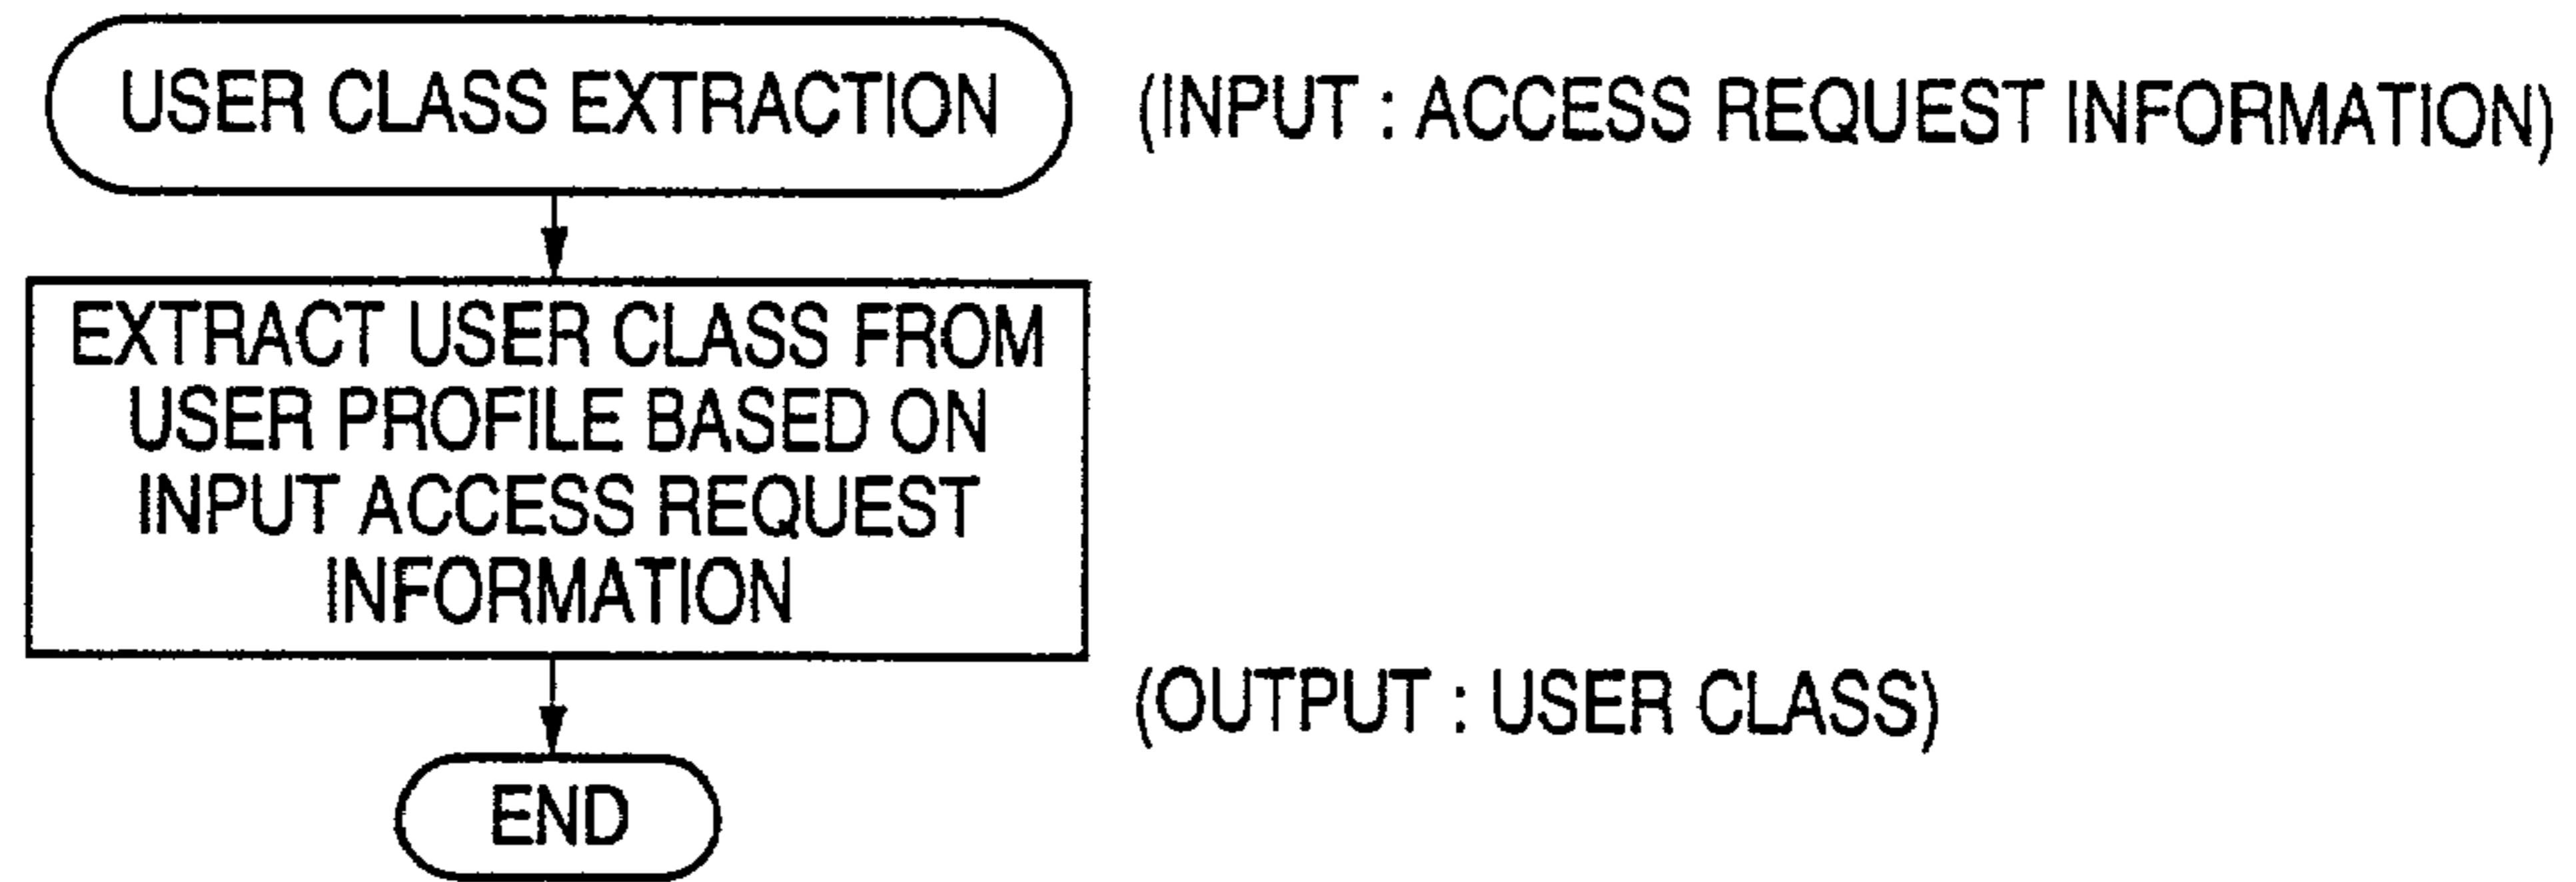 USER CLASS EXTRACTION
(INPUT : ACCESS REQUEST INFORMATION)
EXTRACT USER CLASS FROM
USER PROFILE BASED ON
INPUT ACCESS REQUEST
INFORMATION
(OUTPUT : USER CLASS)
END